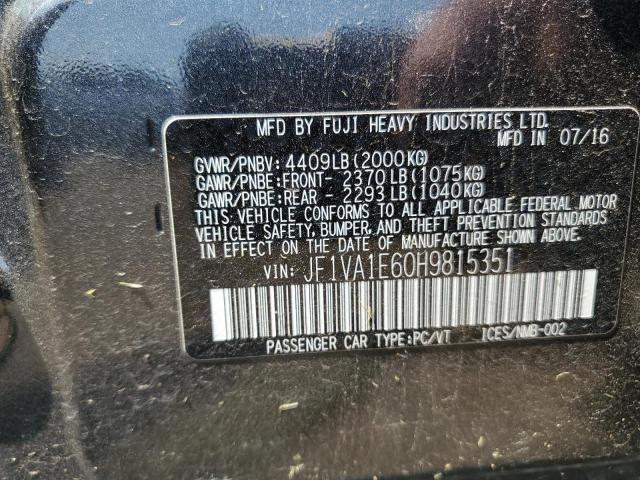 MFD BY FUJI HEAVY INDUSTRIES LTD.
MFD IN 07/16
GVWR/PNBV: 4409LB(2000KG)
GAWR/PNBE:FRONT- 2370LB(1075KG)
GAWR/PNBE:REAR - 2293LB(1040KG)
THIS VEHICLE CONFORMS TO ALL APPLICABLE FEDERAL MOTOR
VEHICLE SAFETY, BUMPER, AND THEFT PREVENTION STANDARDS
IN EFFECT ON THE DATE OF MANUFACTURE SHOWN ABOVE.
VIN: JF1VA1E60H9815351
PASSENGER CAR TYPE:PC/VT ICES/NMB-002